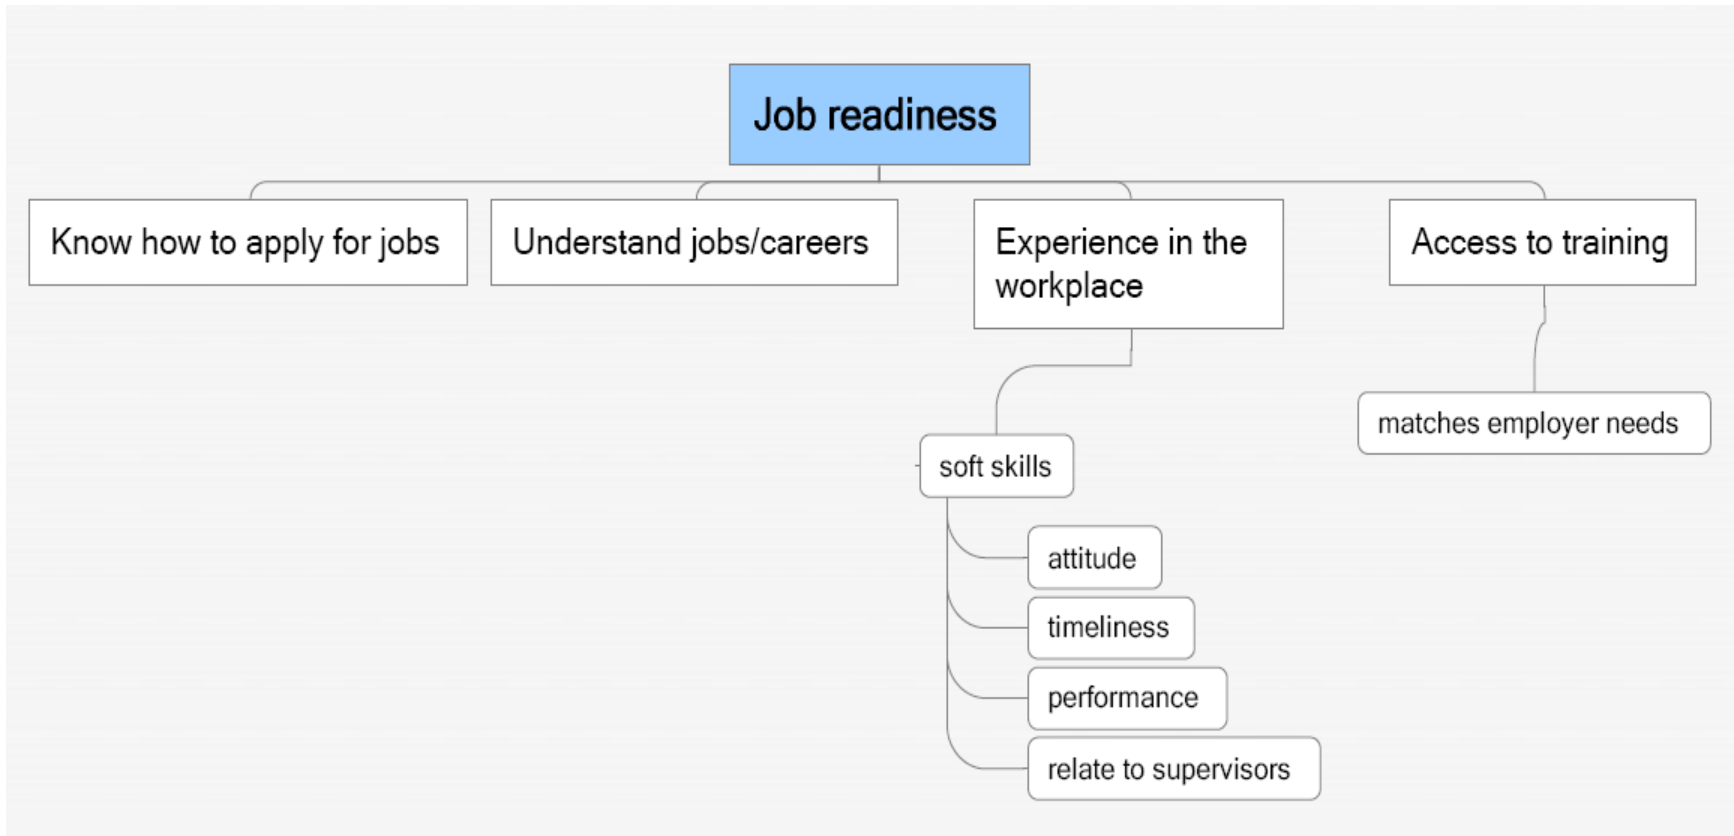 Job readiness
Know how to apply for jobs
Understand jobs/careers
Experience in the
workplace
Access to training
matches employer needs
soft skills
attitude
timeliness
performance
relate to supervisors